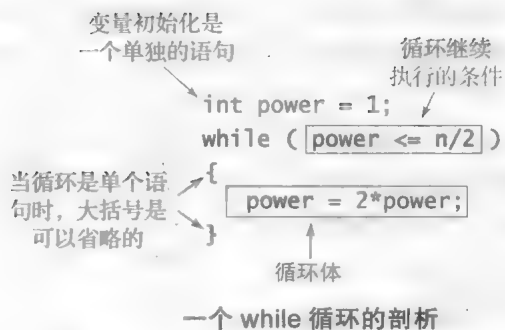 变量初始化是
一个单独的语句
循环继续
执行的条件
int power = 1;
while ( power <= n/2 )
当循环是单个语
句时，大括号是
可以省略的
{
power = 2*power;
}
循环体
一个 while 循环的剖析